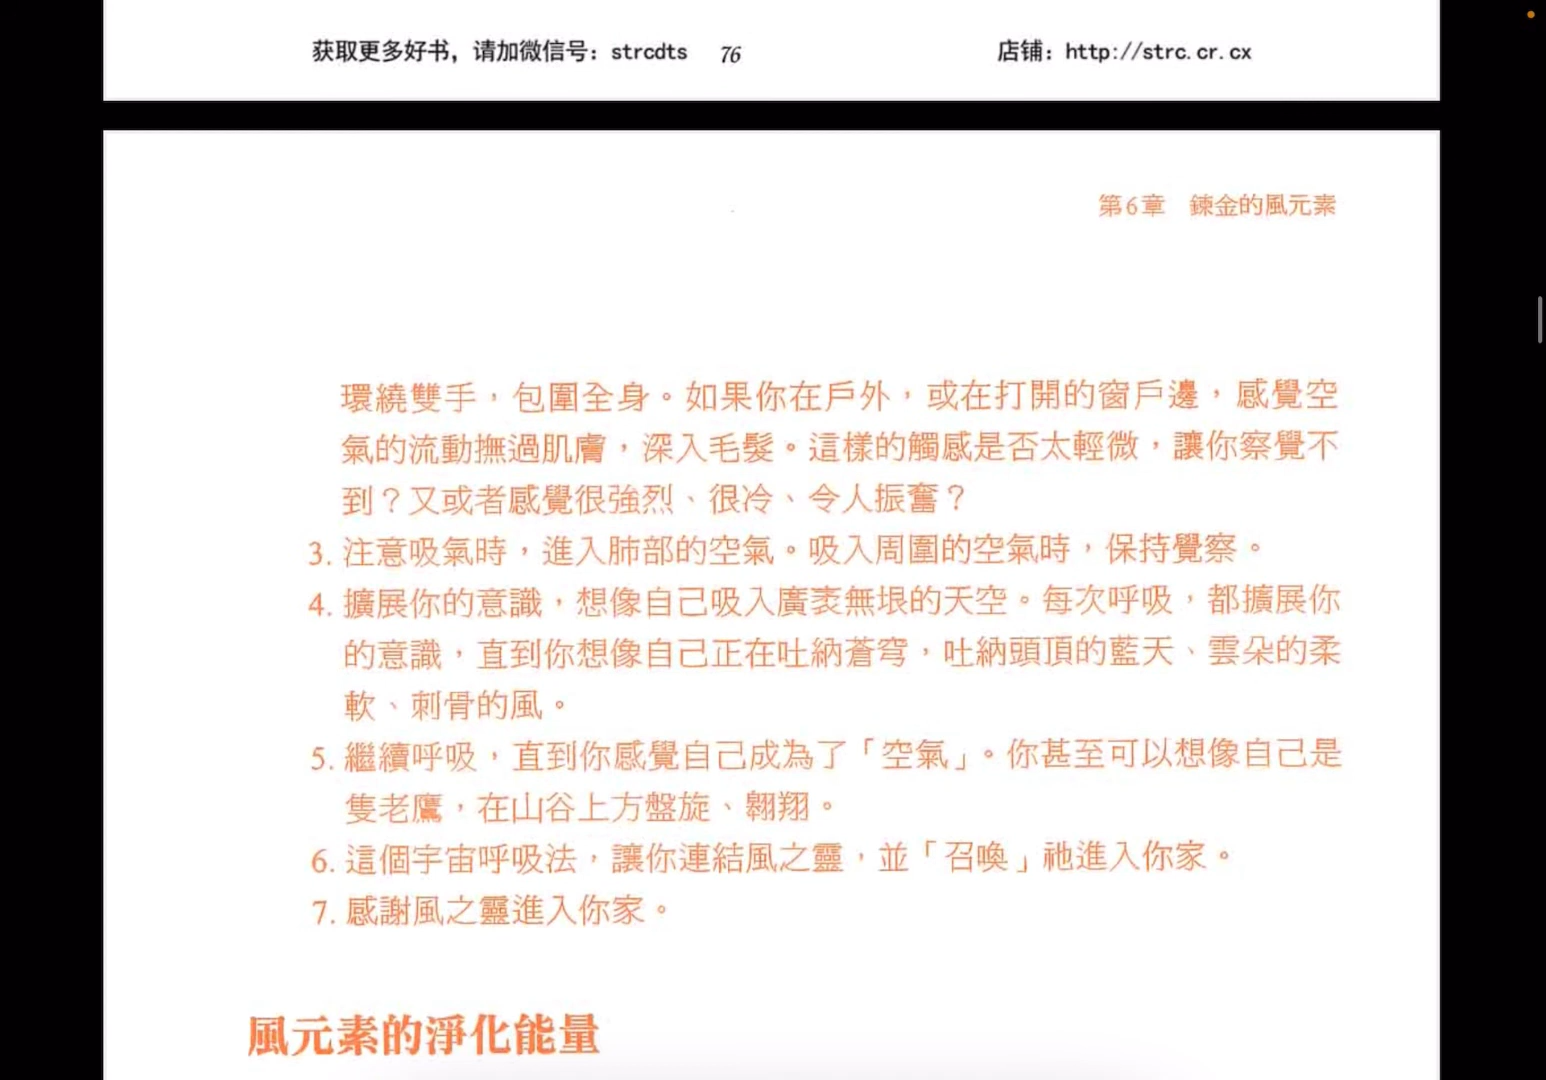 获取更多好书，请加微信号：strcdts 76 店铺：http://strc.cr.cx
第6章 鍊金的風元素
環繞雙手，包圍全身。如果你在戶外，或在打開的窗戶邊，感覺空
氣的流動撫過肌膚，深入毛髮。這樣的觸感是否太輕微，讓你察覺不
到？又或者感覺很強烈、很冷、令人振奮？
3. 注意吸氣時，進入肺部的空氣。吸入周圍的空氣時，保持覺察。
4. 擴展你的意識，想像自己吸入廣袤無垠的天空。每次呼吸，都擴展你
的意識，直到你想像自己正在吐納蒼穹，吐納頭頂的藍天、雲朵的柔
軟、刺骨的風。
5. 繼續呼吸，直到你感覺自己成為了「空氣」。你甚至可以想像自己是
隻老鷹，在山谷上方盤旋、翱翔。
6. 這個宇宙呼吸法，讓你連結風之靈，並「召喚」祂進入你家。
7. 感謝風之靈進入你家。
風元素的淨化能量